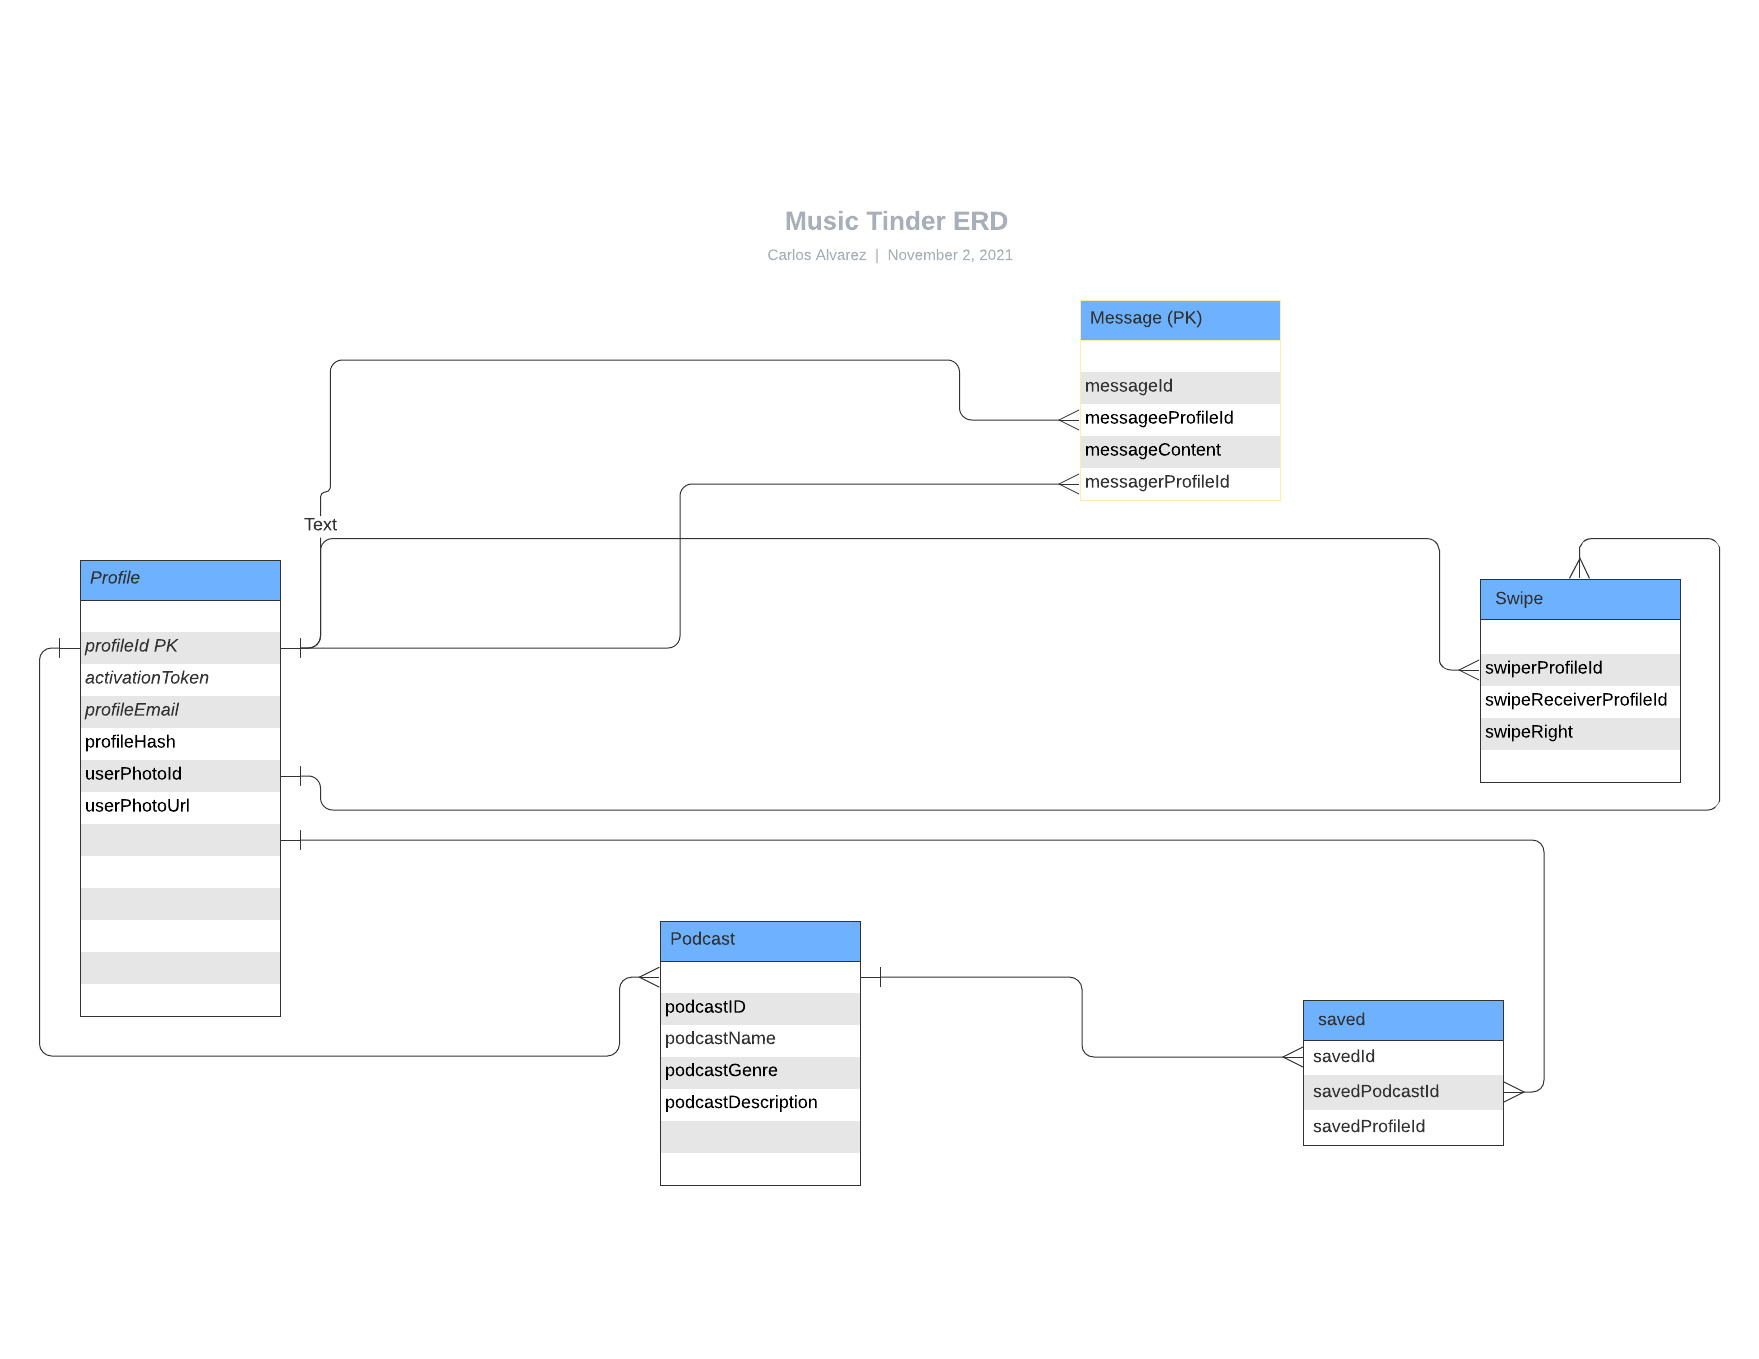 Music Tinder ERD
Carlos Alvarez | November 2, 2021
Message (PK)
messageId
messageeProfileId
messageContent
messagerProfileId
Text
Profile
profileId PK
activationToken
profileEmail
profileHash
userPhotoId
userPhotoUrl
Swipe
swiperProfileId
swipeReceiverProfileId
swipeRight
Podcast
podcastID
podcastName
podcastGenre
podcastDescription
saved
savedId
savedPodcastId
savedProfileId